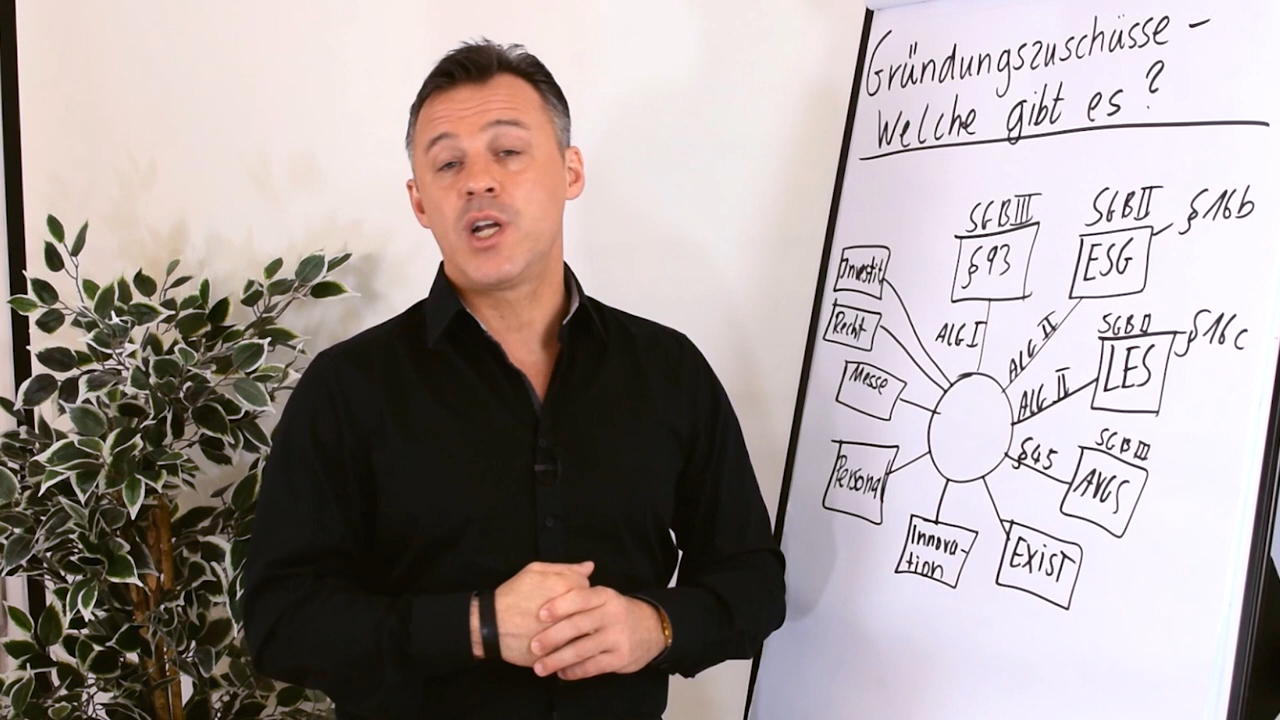 Gründungszuschüsse -
Welche gibt es?
SGB III
§ 93
ALG I
SGB II
ESG
§ 16b
ALG II
SGB II
LES
§ 16c
ALG II
SGB III
AVGS
§ 45
EXIST
Innova-
tion
Personal
Messe
Recht
Investit